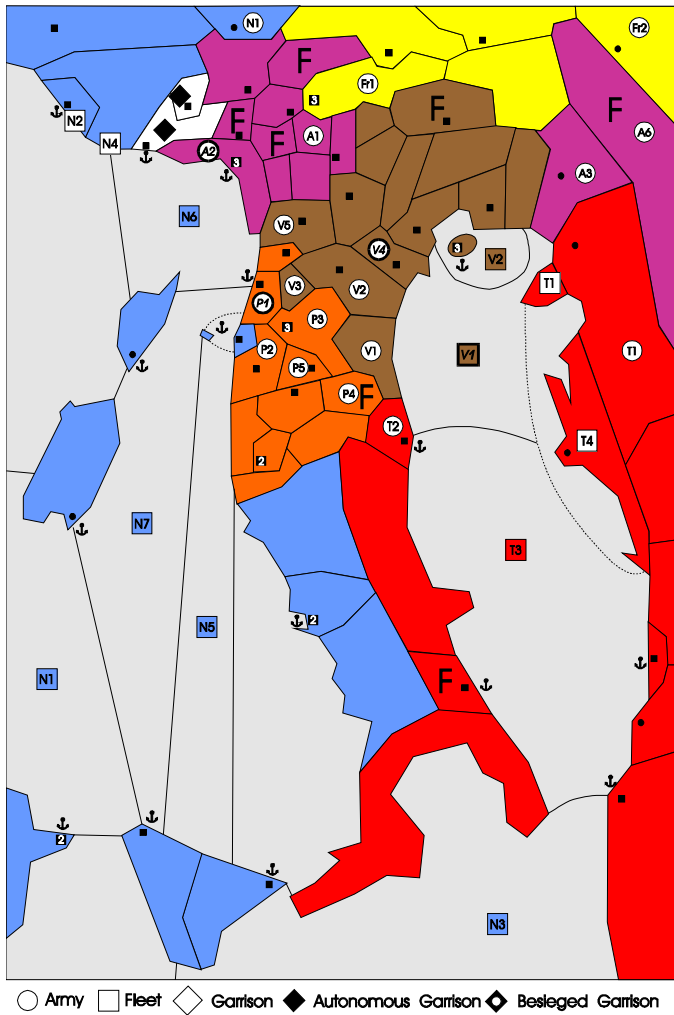 N1
Fr2
F
Fr1
3
F
F
N2
F
F
A1
A6
N4
A2
3
A3
N6
V5
V4
3
V2
T1
V3
V2
P1
P3
3
P2
V1
V1
T1
P5
P4
F
T2
T4
2
N7
T3
N5
2
N1
F
2
N3
Army Fleet Garrison Autonomous Garrison Besieged Garrison